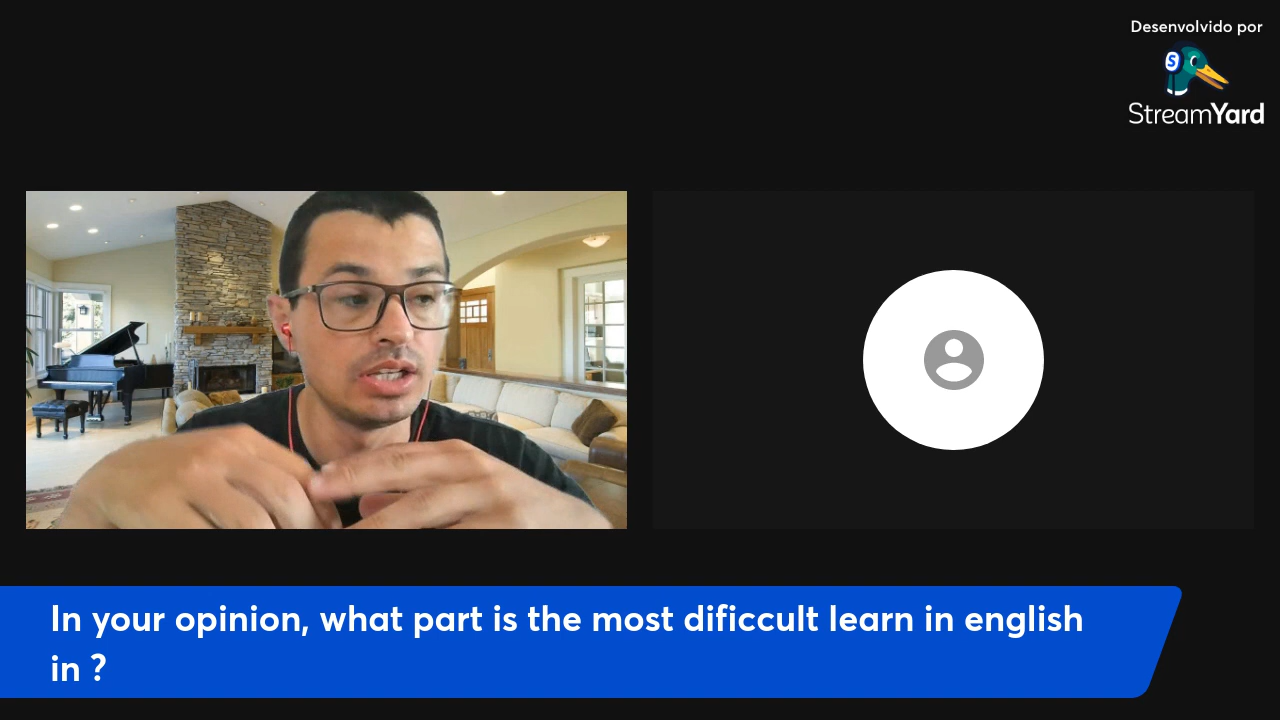 Desenvolvido por
S
StreamYard
In your opinion, what part is the most dificcult learn in english
in ?